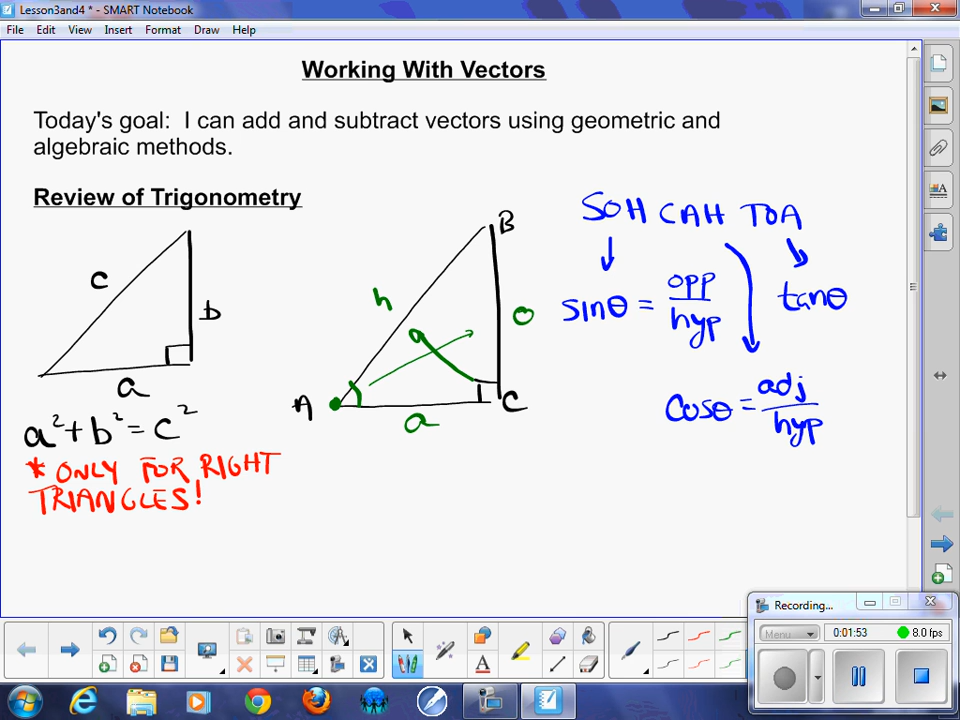 Lesson3and4 * - SMART Notebook
File Edit View Insert Format Draw Help
Working With Vectors
Today's goal: I can add and subtract vectors using geometric and
algebraic methods.
Review of Trigonometry
SOH CAH TOA
c
b
a
B
h
o
A
a
C
sinθ = opp
hyp
tanθ
cosθ = adj
hyp
a² + b² = c²
* ONLY FOR RIGHT
TRIANGLES!
Recording...
Menu
0:01:53
8.0 fps